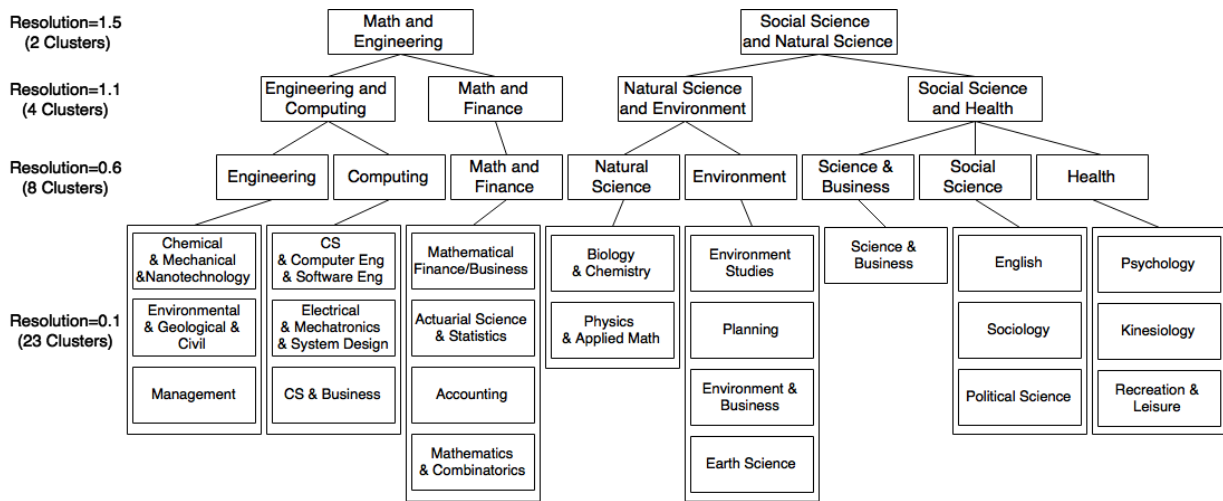 Resolution=1.5
(2 Clusters)
Math and
Engineering
Social Science
and Natural Science
Resolution=1.1
(4 Clusters)
Engineering and
Computing
Math and
Finance
Natural Science
and Environment
Social Science
and Health
Resolution=0.6
(8 Clusters)
Engineering
Computing
Math and
Finance
Natural
Science
Environment
Science &
& Business
Social
Science
Health
Resolution=0.1
(23 Clusters)
Chemical
& Mechanical
&Nanotechnology
Environmental
& Geological &
Civil
Management
CS
& Computer Eng
& Software Eng
Electrical
& Mechatronics
& System Design
CS & Business
Mathematical
Finance/Business
Actuarial Science
& Statistics
Accounting
Mathematics
& Combinatorics
Biology
& Chemistry
Physics
& Applied Math
Environment
Studies
Planning
Environment &
Business
Earth Science
Science &
Business
English
Sociology
Political Science
Psychology
Kinesiology
Recreation &
Leisure